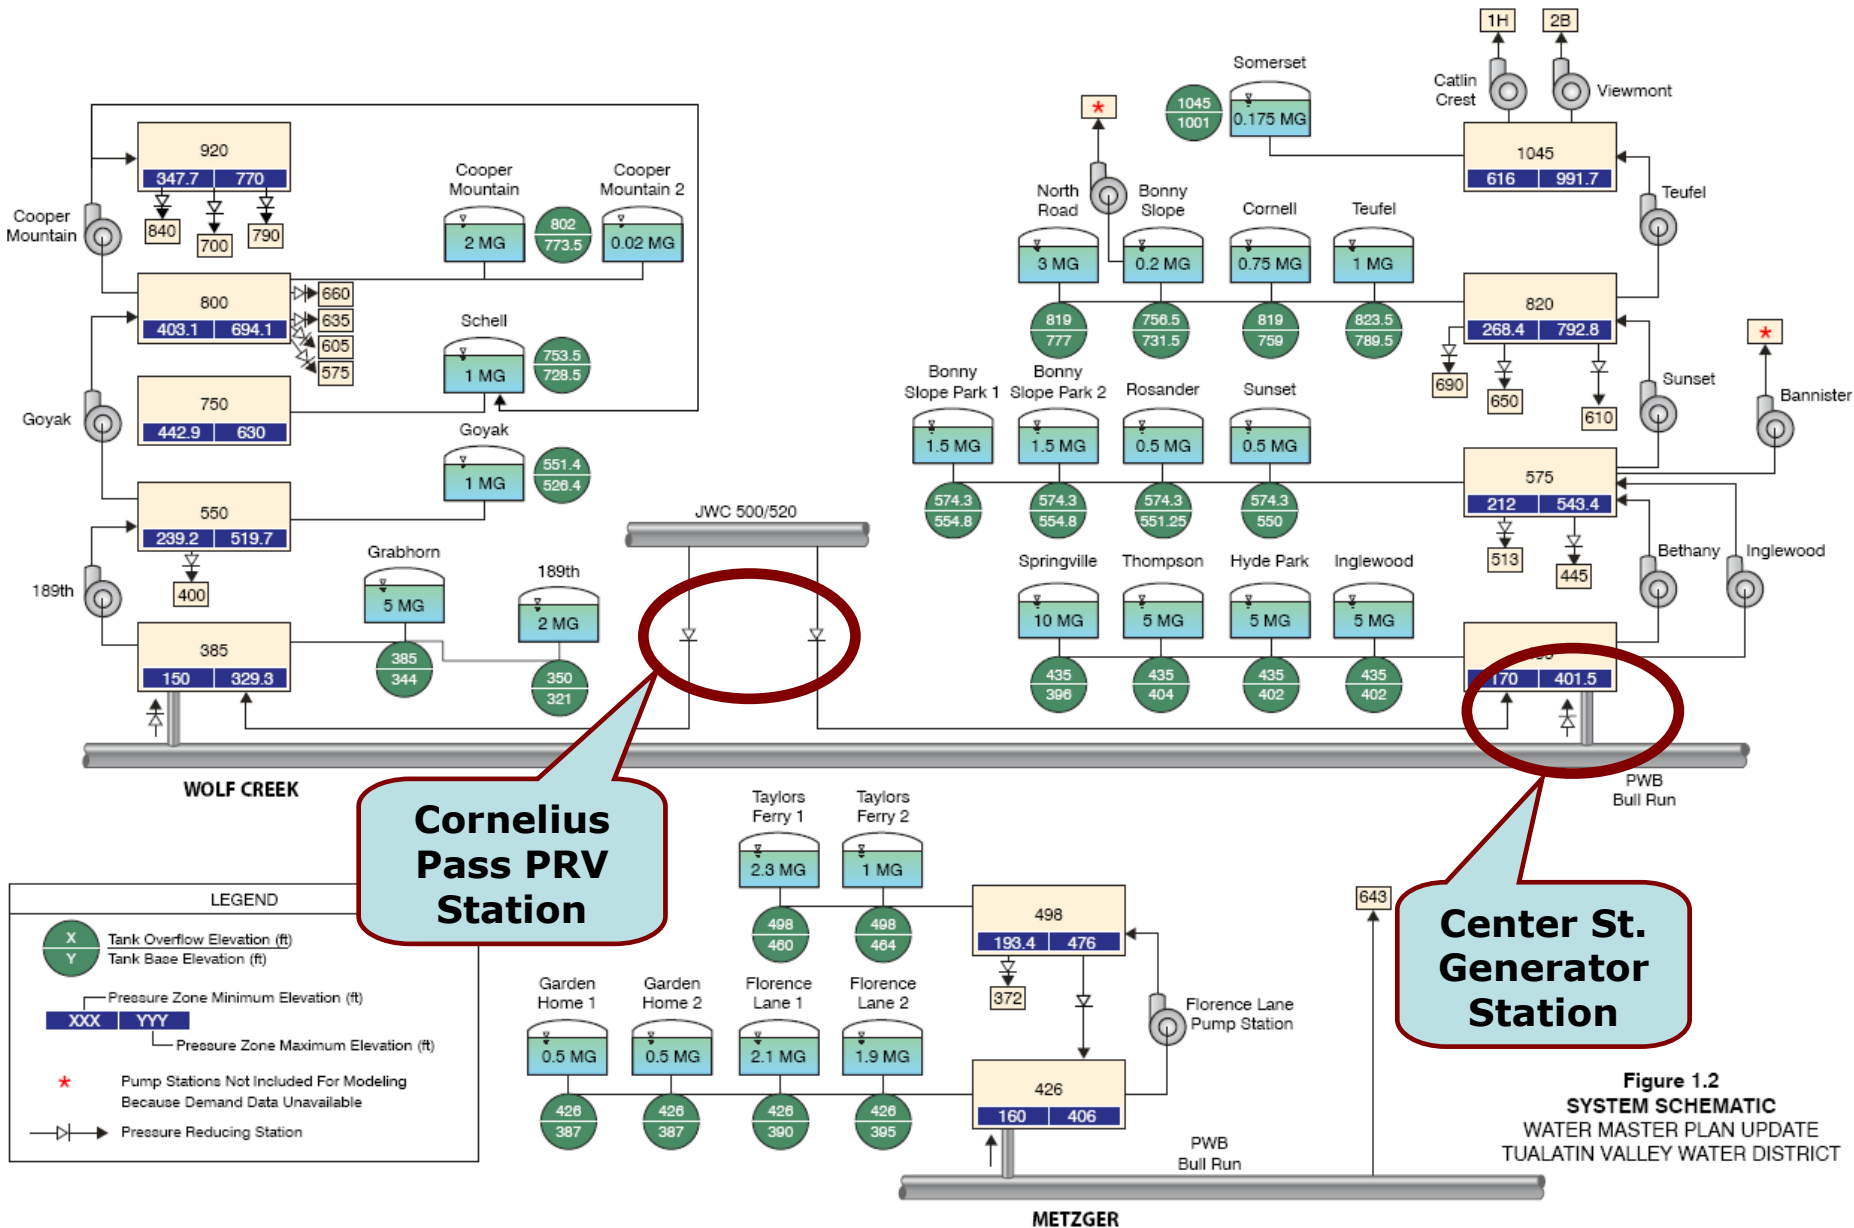 1H
2B
Somerset
1045
1001
0.175 MG
Catlin
Crest
Viewmont
*
1045
616 991.7
920
347.7 770
840
700
790
Cooper
Mountain
Cooper
Mountain
2 MG
802
773.5
Cooper
Mountain 2
0.02 MG
North
Road
3 MG
Bonny
Slope
0.2 MG
Cornell
0.75 MG
Teufel
1 MG
Teufel
819
777
756.5
731.5
819
759
823.5
789.5
820
268.4 792.8
690
650
610
Sunset
*
Bannister
800
403.1 694.1
660
635
605
575
Schell
1 MG
753.5
728.5
750
442.9 630
Goyak
Goyak
1 MG
551.4
526.4
Bonny
Slope Park 1
1.5 MG
Bonny
Slope Park 2
1.5 MG
Rosander
0.5 MG
Sunset
0.5 MG
574.3
554.8
574.3
554.8
574.3
551.25
574.3
550
575
212 543.4
513
445
Bethany
Inglewood
550
239.2 519.7
400
189th
JWC 500/520
Grabhorn
5 MG
385
344
189th
2 MG
350
321
385
150 329.3
Springville
10 MG
Thompson
5 MG
Hyde Park
5 MG
Inglewood
5 MG
435
396
435
404
435
402
435
402
170 401.5
WOLF CREEK
PWB
Bull Run
Cornelius
Pass PRV
Station
Center St.
Generator
Station
Taylors
Ferry 1
2.3 MG
Taylors
Ferry 2
1 MG
498
460
498
464
498
193.4 476
372
643
Florence Lane
Pump Station
Garden
Home 1
0.5 MG
Garden
Home 2
0.5 MG
Florence
Lane 1
2.1 MG
Florence
Lane 2
1.9 MG
426
387
426
387
426
390
426
395
426
160 406
PWB
Bull Run
METZGER
LEGEND
X
Y
Tank Overflow Elevation (ft)
Tank Base Elevation (ft)
Pressure Zone Minimum Elevation (ft)
XXX YYY
Pressure Zone Maximum Elevation (ft)
* Pump Stations Not Included For Modeling
Because Demand Data Unavailable
Pressure Reducing Station
Figure 1.2
SYSTEM SCHEMATIC
WATER MASTER PLAN UPDATE
TUALATIN VALLEY WATER DISTRICT